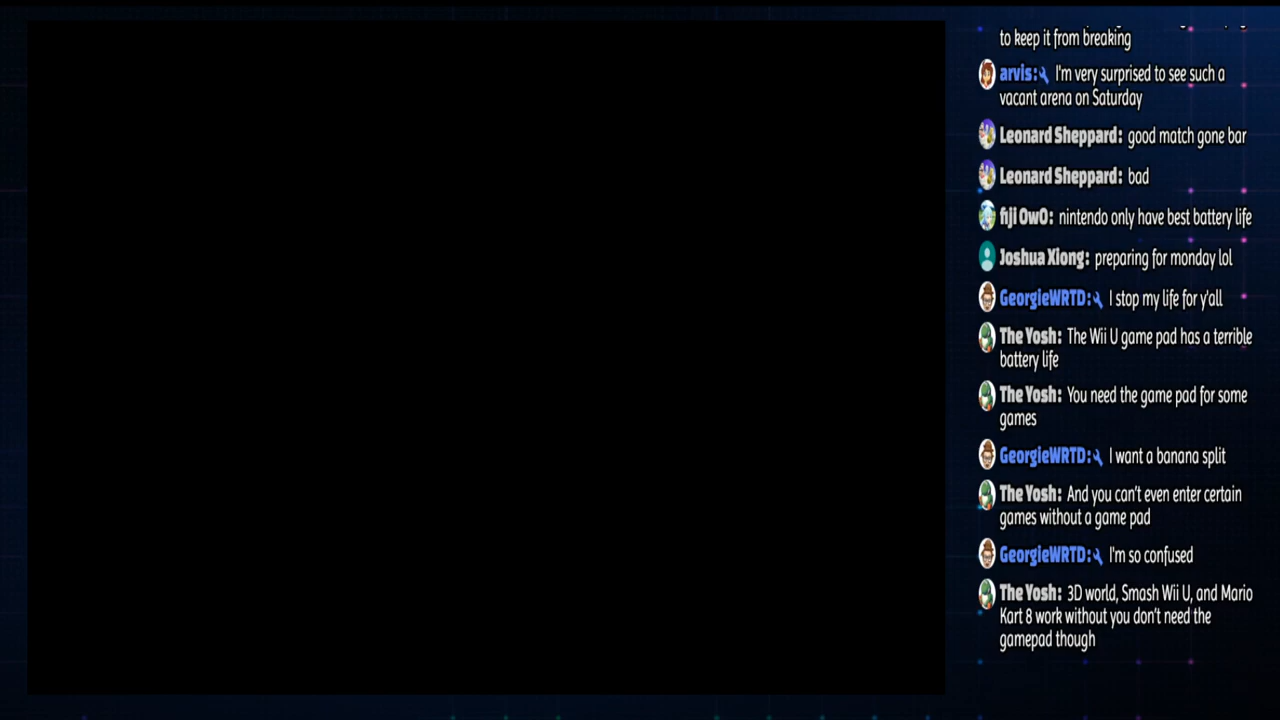 to keep it from breaking
arvis: I'm very surprised to see such a
vacant arena on Saturday
Leonard Sheppard: good match gone bar
Leonard Sheppard: bad
fiji OwO: nintendo only have best battery life
Joshua Xiong: preparing for monday lol
GeorgieWRTD: I stop my life for y'all
The Yosh: The Wii U game pad has a terrible
battery life
The Yosh: You need the game pad for some
games
GeorgieWRTD: I want a banana split
The Yosh: And you can't even enter certain
games without a game pad
GeorgieWRTD: I'm so confused
The Yosh: 3D world, Smash Wii U, and Mario
Kart 8 work without you don't need the
gamepad though